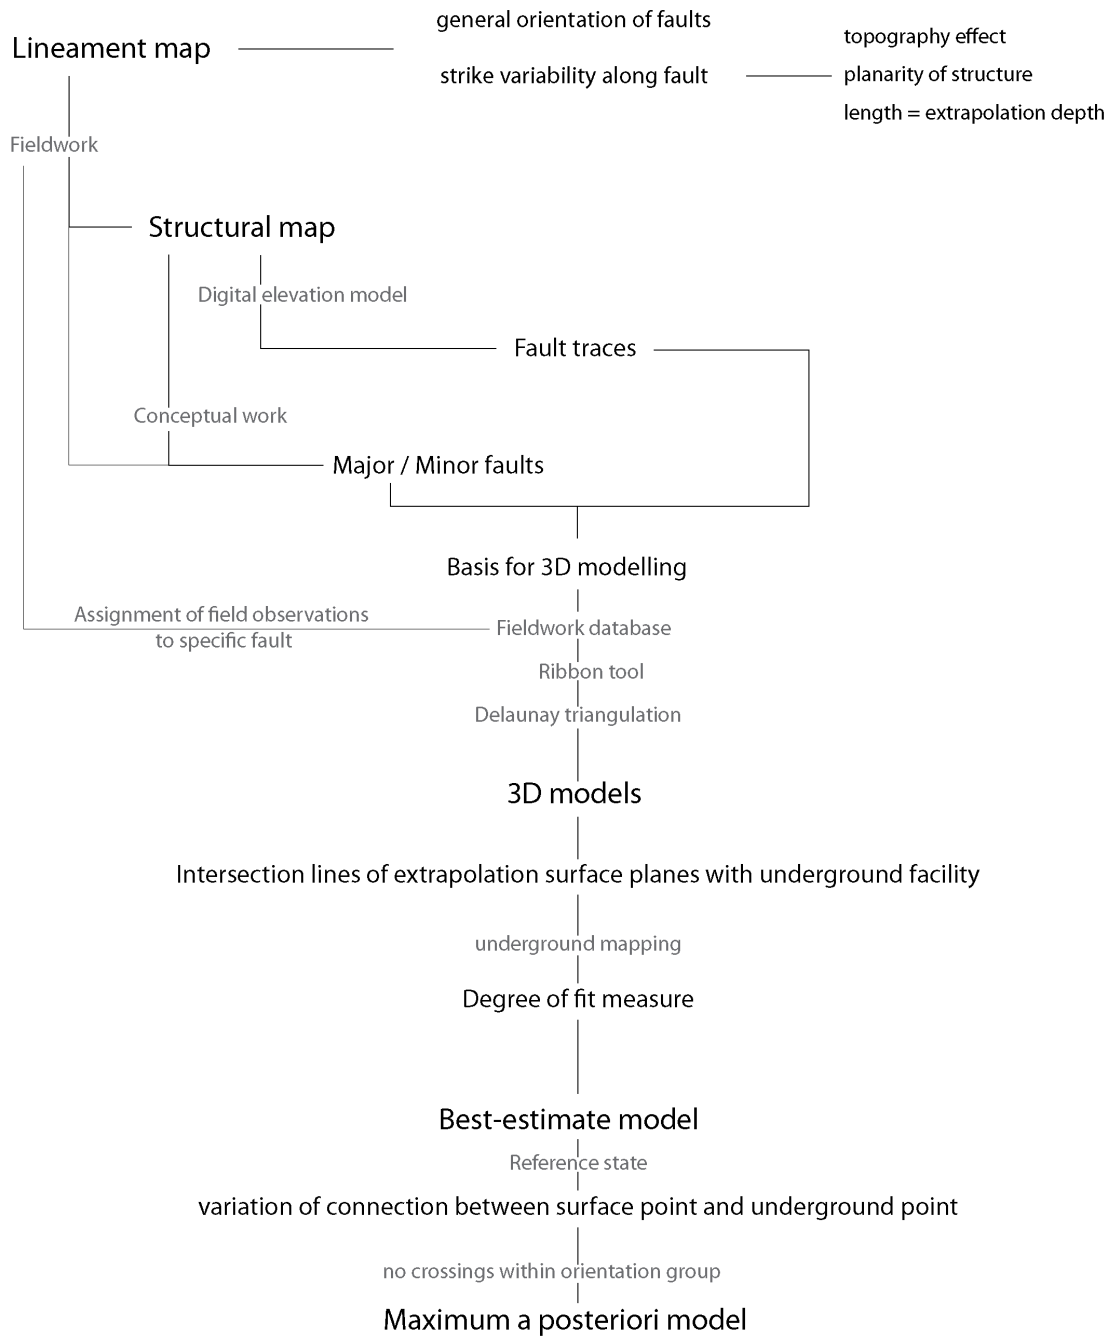 general orientation of faults
Lineament map
topography effect
strike variability along fault
planarity of structure
length = extrapolation depth
Fieldwork
Structural map
Digital elevation model
Fault traces
Conceptual work
Major / Minor faults
Basis for 3D modelling
Assignment of field observations
to specific fault
Fieldwork database
Ribbon tool
Delaunay triangulation
3D models
Intersection lines of extrapolation surface planes with underground facility
underground mapping
Degree of fit measure
Best-estimate model
Reference state
variation of connection between surface point and underground point
no crossings within orientation group
Maximum a posteriori model